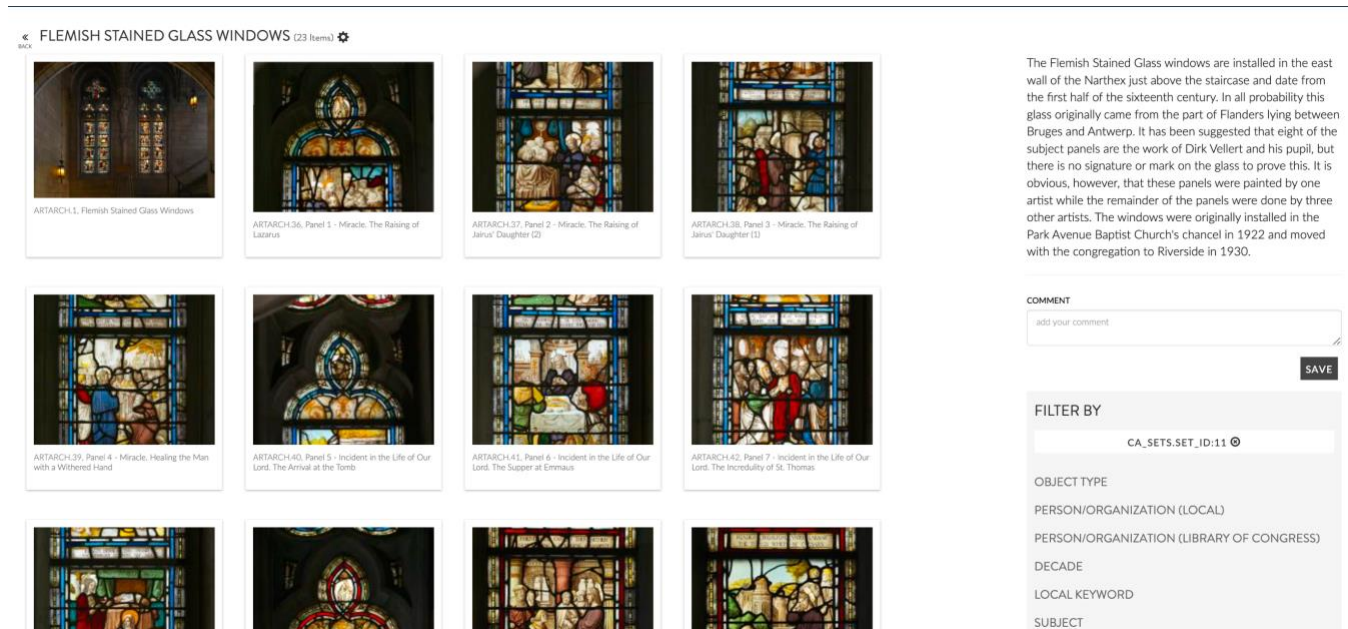 « FLEMISH STAINED GLASS WINDOWS (23 Items)
BACK
ARTARCH.1, Flemish Stained Glass Windows
ARTARCH.36, Panel 1 - Miracle. The Raising of
Lazarus
ARTARCH.37, Panel 2 - Miracle. The Raising of
Jairus' Daughter (2)
ARTARCH.38, Panel 3 - Miracle. The Raising of
Jairus' Daughter (1)
ARTARCH.39, Panel 4 - Miracle. Healing the Man
with a Withered Hand
ARTARCH.40, Panel 5 - Incident in the Life of Our
Lord. The Arrival at the Tomb
ARTARCH.41, Panel 6 - Incident in the Life of Our
Lord. The Supper at Emmaus
ARTARCH.42, Panel 7 - Incident in the Life of Our
Lord. The Incredulity of St. Thomas
The Flemish Stained Glass windows are installed in the east
wall of the Narthex just above the staircase and date from
the first half of the sixteenth century. In all probability this
glass originally came from the part of Flanders lying between
Bruges and Antwerp. It has been suggested that eight of the
subject panels are the work of Dirk Vellert and his pupil, but
there is no signature or mark on the glass to prove this. It is
obvious, however, that these panels were painted by one
artist while the remainder of the panels were done by three
other artists. The windows were originally installed in the
Park Avenue Baptist Church's chancel in 1922 and moved
with the congregation to Riverside in 1930.
COMMENT
add your comment
SAVE
FILTER BY
CA_SETS.SET_ID:11
OBJECT TYPE
PERSON/ORGANIZATION (LOCAL)
PERSON/ORGANIZATION (LIBRARY OF CONGRESS)
DECADE
LOCAL KEYWORD
SUBJECT